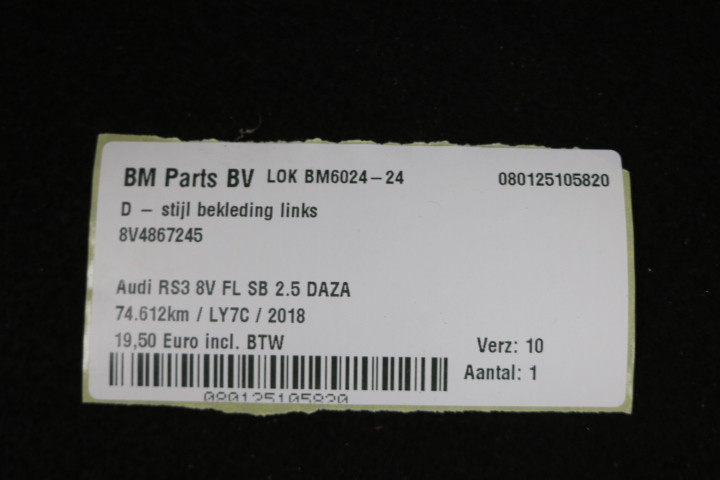 BM Parts BV LOK BM6024-24 080125105820
D - stijl bekleding links
8V4867245
Audi RS3 8V FL SB 2.5 DAZA
74.612km / LY7C / 2018
19,50 Euro incl. BTW Verz: 10
Aantal: 1
080125105820